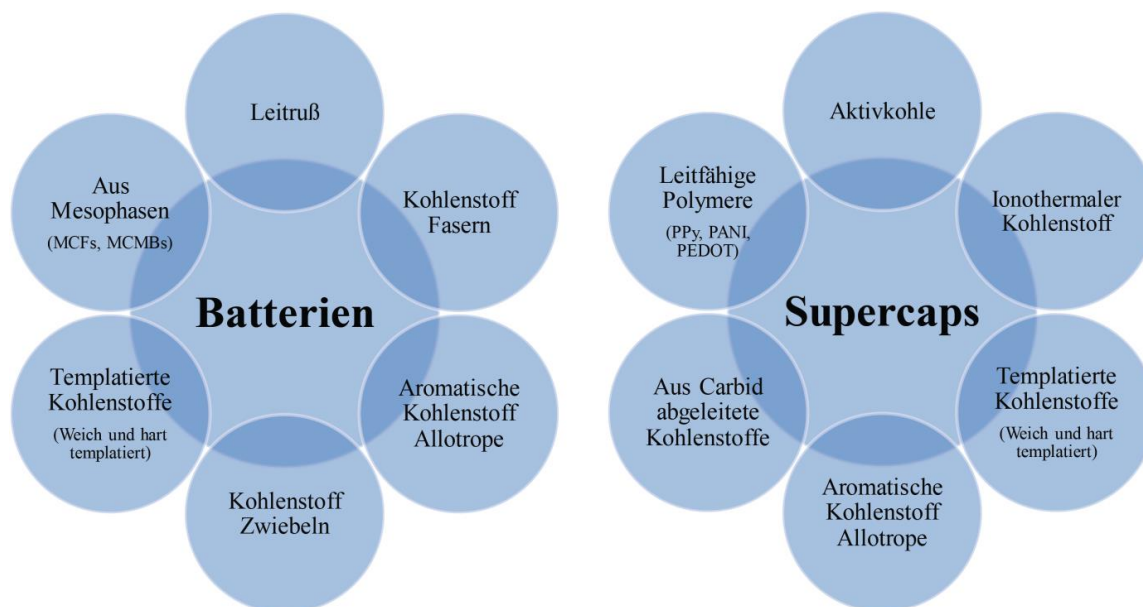 Leitruß
Kohlenstoff
Fasern
Aromatische
Kohlenstoff
Allotrope
Kohlenstoff
Zwiebeln
Templatierte
Kohlenstoffe
(Weich und hart
templatiert)
Aus
Mesophasen
(MCFs, MCMBs)
Batterien
Aktivkohle
Ionothermaler
Kohlenstoff
Templatierte
Kohlenstoffe
(Weich und hart
templatiert)
Aromatische
Kohlenstoff
Allotrope
Aus Carbid
abgeleitete
Kohlenstoffe
Leitfähige
Polymere
(PPy, PANI,
PEDOT)
Supercaps